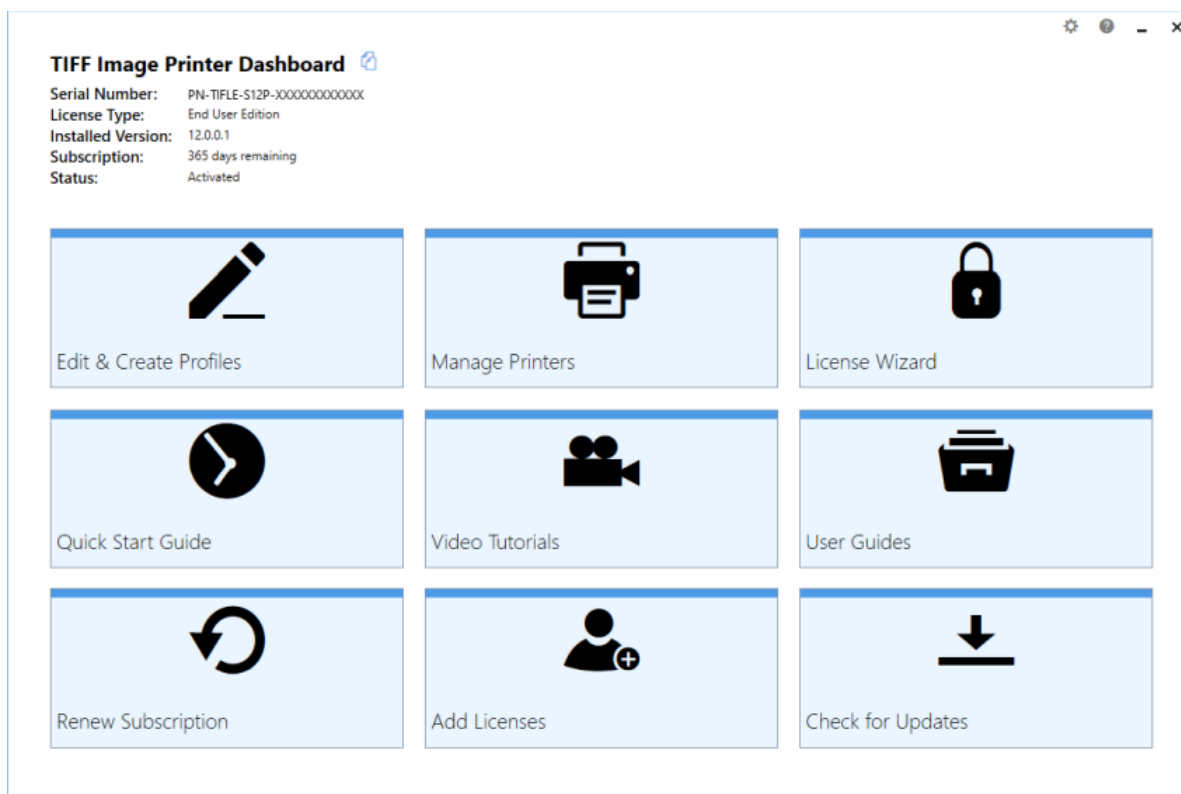 TIFF Image Printer Dashboard
Serial Number: PN-TIFLE-S12P-XXXXXXXXXXXX
License Type: End User Edition
Installed Version: 12.0.0.1
Subscription: 365 days remaining
Status: Activated
Edit & Create Profiles
Manage Printers
License Wizard
Quick Start Guide
Video Tutorials
User Guides
Renew Subscription
Add Licenses
Check for Updates